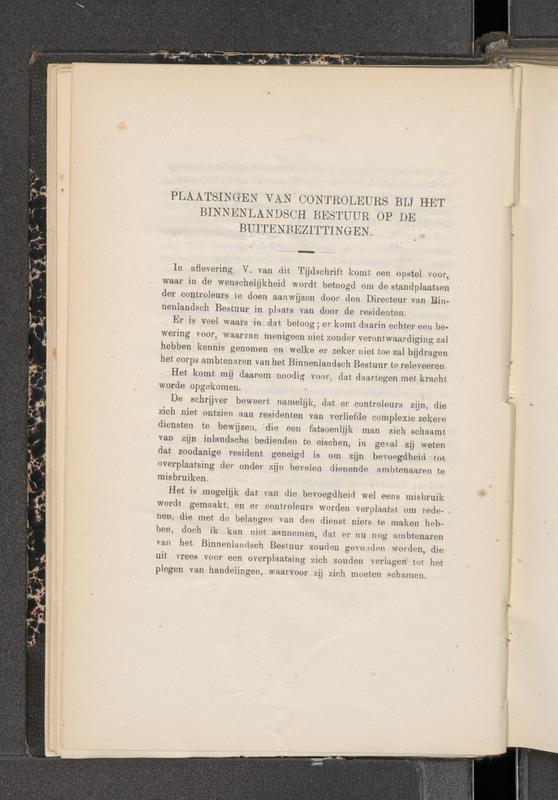 PLAATSINGEN VAN CONTROLEURS BIJ HET
BINNENLANDSCH BESTUUR OP DE
BUITENBEZITTINGEN.
In aflevering V. van dit Tijdschrift komt een opstel voor,
waar in de wenschelijkheid wordt betoogd om de standplaatsen
der controleurs te doen aanwijzen door den Directeur van Bin-
nenlandsch Bestuur in plaats van door de residenten.
Er is veel waars in dat betoog; er komt daarin echter een be-
wering voor, waarvan menigeen niet zonder verontwaardiging zal
hebben kennis genomen en welke er zeker niet toe zal bijdragen
het corps ambtenaren van het Binnenlandsch Bestuur te releveeren.
Het komt mij daarom noodig voor, dat daartegen met kracht
worde opgekomen.
De schrijver beweert namelijk, dat er controleurs zijn, die
zich niet ontzien aan residenten van verliefde complexie zekere
diensten te bewijzen, die een fatsoenlijk man zich schaamt
van zijn inlandsche bedienden te eischen, in geval zij weten
dat zoodanige resident geneigd is om zijn bevoegdheid tot
overplaatsing der onder zijn bevelen dienende ambtenaaren te
misbruiken.
Het is mogelijk dat van die bevoegdheid wel eens misbruik
wordt gemaakt, en er controleurs worden verplaatst om rede-
nen, die met de belangen van den dienst niets te maken heb-
ben, doch ik kan niet aannemen, dat er nu nog ambtenaren
van het Binnenlandsch Bestuur zouden gevonden worden, die
uit vrees voor een overplaatsing zich zouden verlagen tot het
plegen van handelingen, waarvoor zij zich moeten schamen.